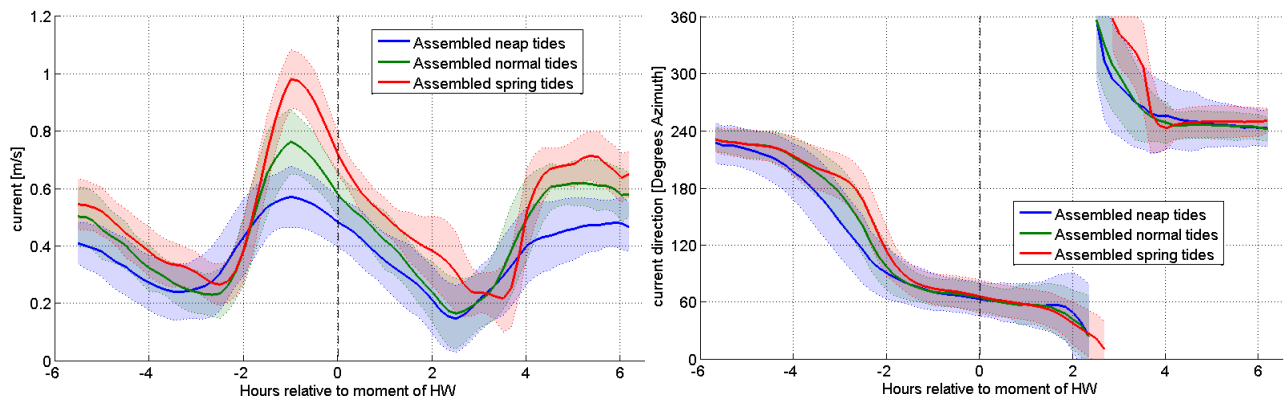 1.2
1
0.8
0.6
0.4
0.2
0
current [m/s]
Assembled neap tides
Assembled normal tides
Assembled spring tides
-6 -4 -2 0 2 4 6
Hours relative to moment of HW
360
300
240
180
120
60
0
current direction [Degrees Azimuth]
Assembled neap tides
Assembled normal tides
Assembled spring tides
-6 -4 -2 0 2 4 6
Hours relative to moment of HW